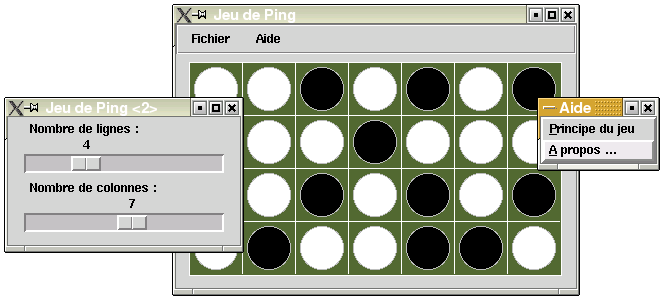 Jeu de Ping
Fichier Aide
Jeu de Ping <2>
Nombre de lignes :
4
Nombre de colonnes :
7
Aide
Principe du jeu
A propos ...